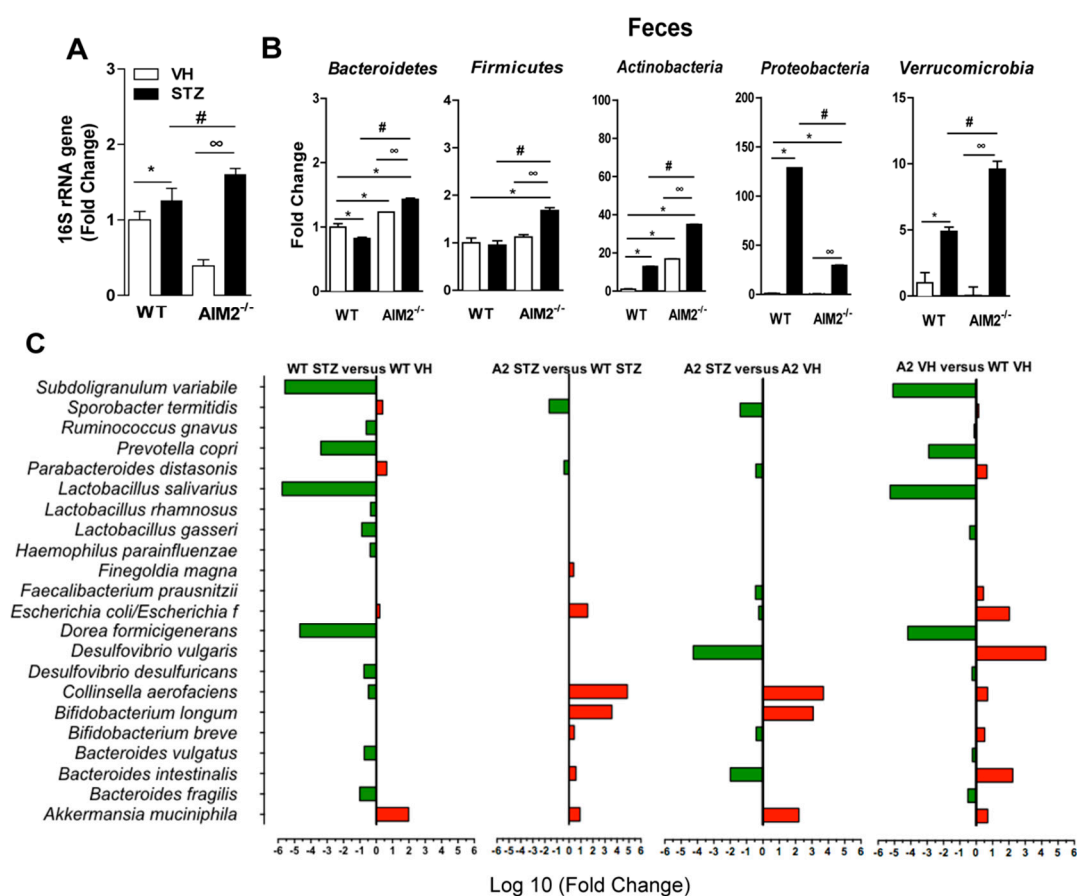 Feces
A
B
VH
STZ
16S rRNA gene
(Fold Change)
3
2
1
0
*
∞
#
WT
AIM2-/-
Bacteroidetes
Fold Change
3
2
1
0
*
*
*
∞
#
WT
AIM2-/-
Firmicutes
4
3
2
1
0
*
∞
#
WT
AIM2-/-
Actinobacteria
100
80
60
40
20
0
*
*
*
∞
#
WT
AIM2-/-
Proteobacteria
200
150
100
50
0
*
*
∞
#
WT
AIM2-/-
Verrucomicrobia
15
10
5
0
*
∞
#
WT
AIM2-/-
C
WT STZ versus WT VH
A2 STZ versus WT STZ
A2 STZ versus A2 VH
A2 VH versus WT VH
Subdoligranulum variabile
Sporobacter termitidis
Ruminococcus gnavus
Prevotella copri
Parabacteroides distasonis
Lactobacillus salivarius
Lactobacillus rhamnosus
Lactobacillus gasseri
Haemophilus parainfluenzae
Finegoldia magna
Faecalibacterium prausnitzii
Escherichia coli/Escherichia f
Dorea formicigenerans
Desulfovibrio vulgaris
Desulfovibrio desulfuricans
Collinsella aerofaciens
Bifidobacterium longum
Bifidobacterium breve
Bacteroides vulgatus
Bacteroides intestinalis
Bacteroides fragilis
Akkermansia muciniphila
-6 -5 -4 -3 -2 -1 0 1 2 3 4 5 6
-6 -5 -4 -3 -2 -1 0 1 2 3 4 5 6
-6 -5 -4 -3 -2 -1 0 1 2 3 4 5 6
-6 -5 -4 -3 -2 -1 0 1 2 3 4 5 6
Log 10 (Fold Change)